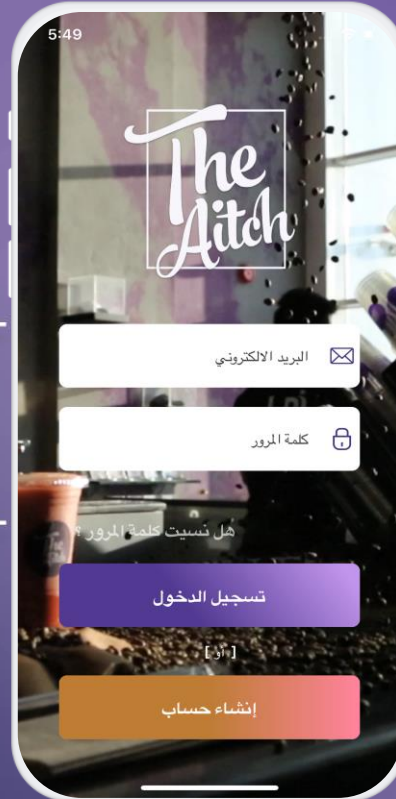 5:49
The
Aitch
البريد الالكتروني
كلمة المرور
هل نسيت كلمة المرور ؟
تسجيل الدخول
[ أو ]
إنشاء حساب